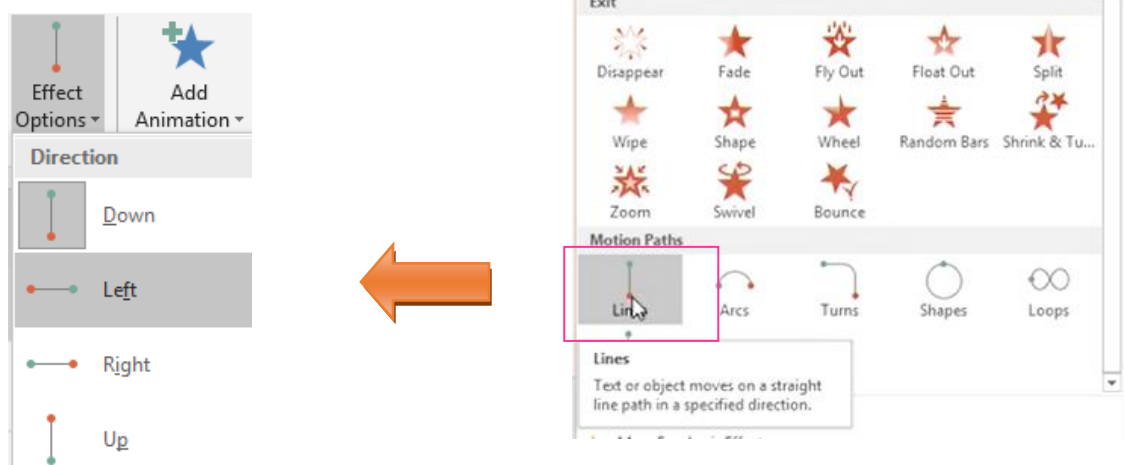 Effect
Options
Add
Animation
Direction
Down
Left
Right
Up
Exit
Disappear Fade Fly Out Float Out Split
Wipe Shape Wheel Random Bars Shrink & Tu...
Zoom Swivel Bounce
Motion Paths
Arcs Turns Shapes Loops
Lines
Text or object moves on a straight
line path in a specified direction.